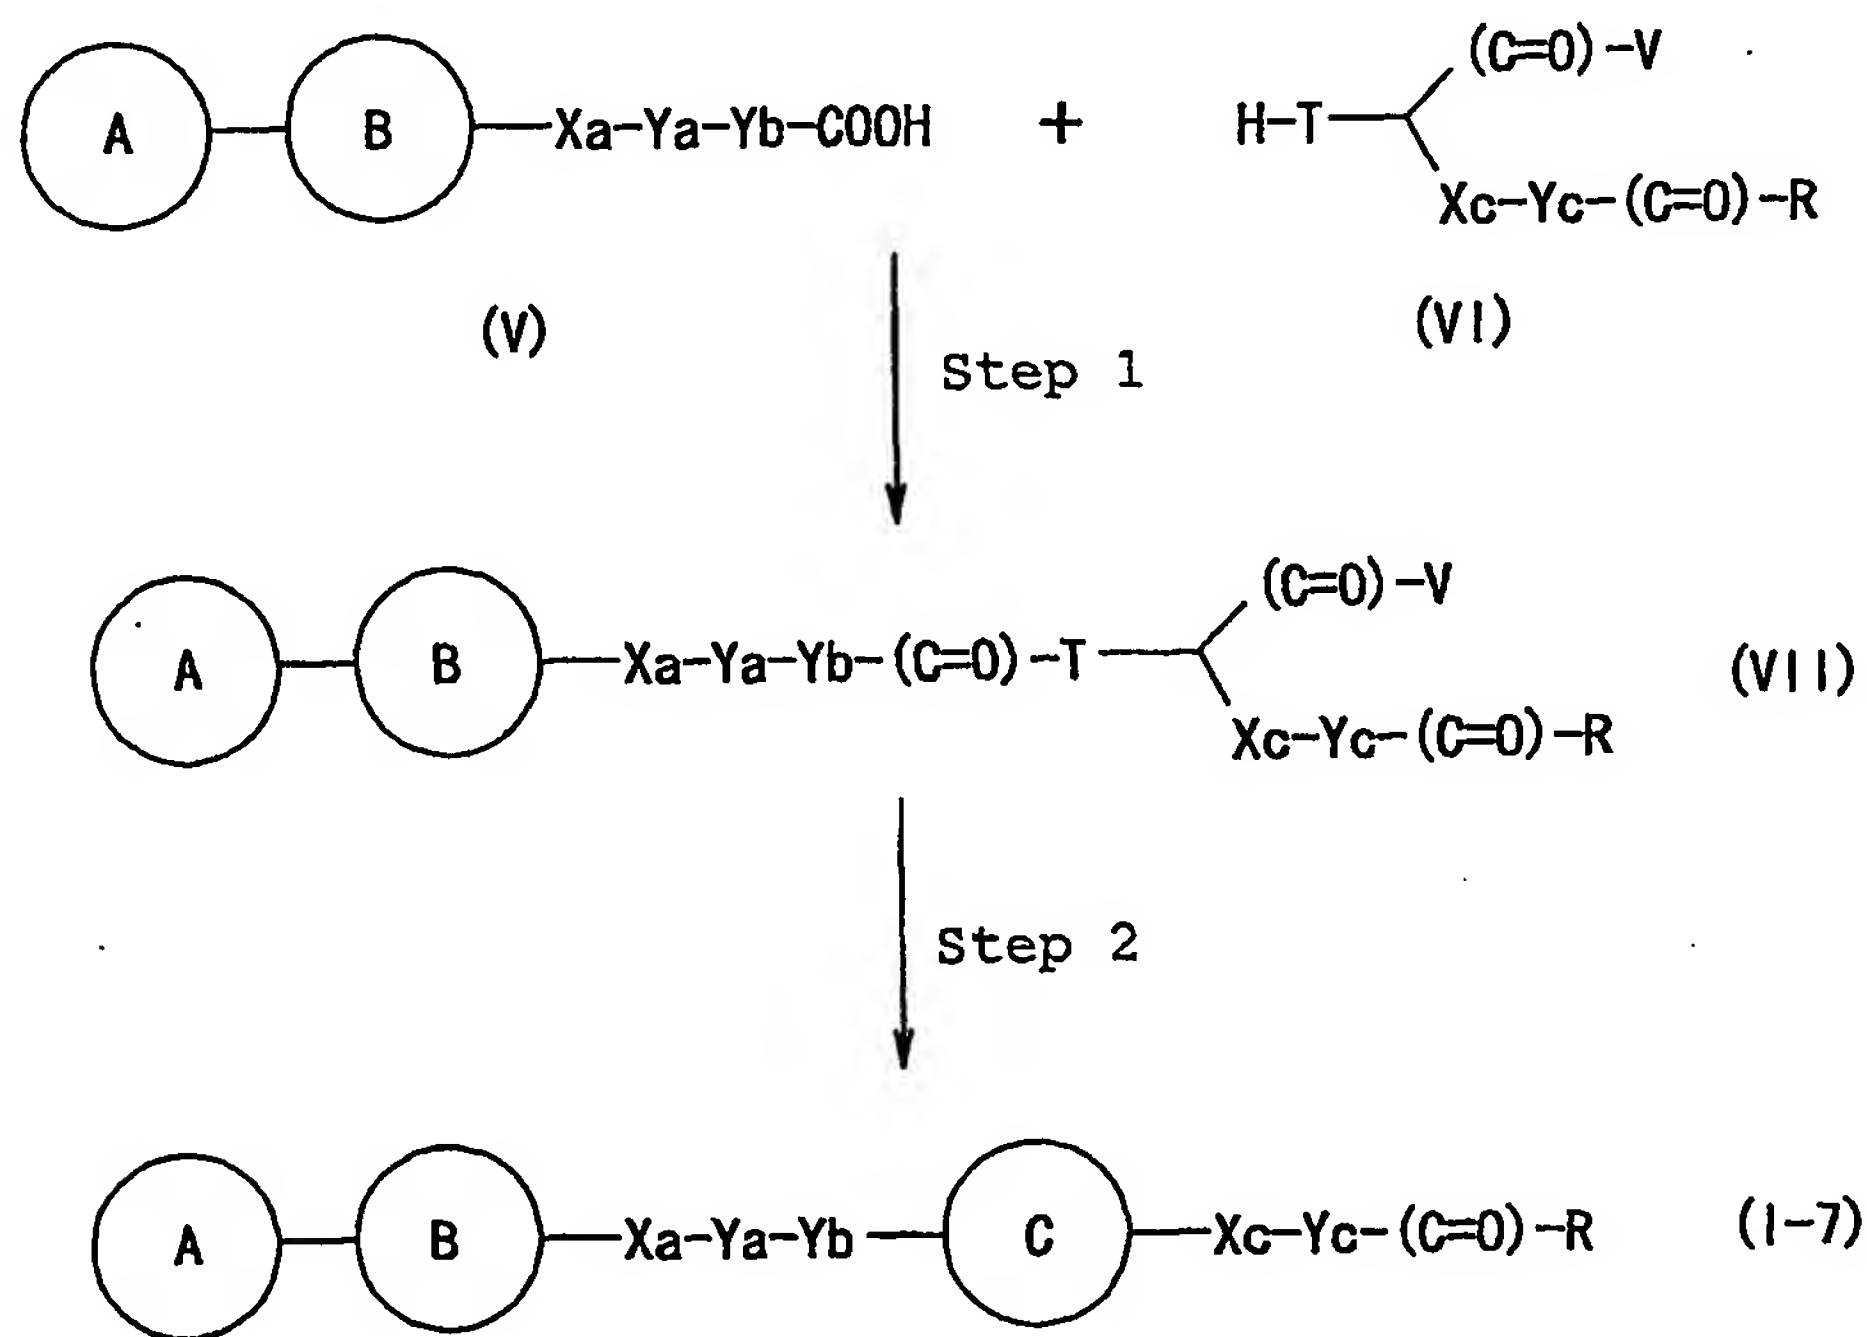 (C=O)-V
A B Xa-Ya-Yb-COOH + H-T
Xc-Yc-(C=O)-R
(V) (VI)
Step 1
(C=O)-V
A B Xa-Ya-Yb-(C=O)-T (VII)
Xc-Yc-(C=O)-R
Step 2
A B Xa-Ya-Yb C Xc-Yc-(C=O)-R (I-7)